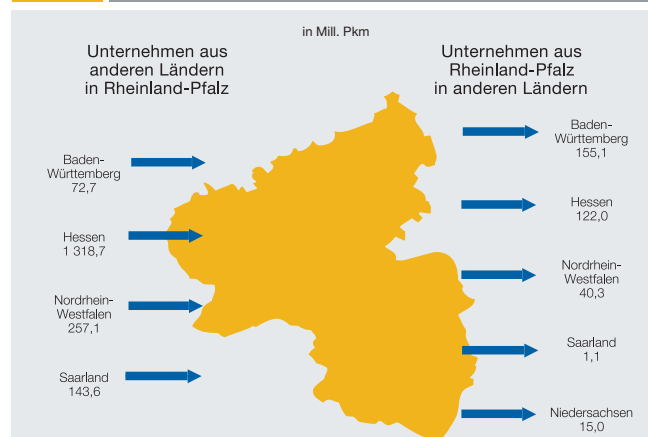 in Mill. Pkm
Unternehmen aus
anderen Ländern
in Rheinland-Pfalz
Baden-
Württemberg
72,7
Hessen
1 318,7
Nordrhein-
Westfalen
257,1
Saarland
143,6
Unternehmen aus
Rheinland-Pfalz
in anderen Ländern
Baden-
Württemberg
155,1
Hessen
122,0
Nordrhein-
Westfalen
40,3
Saarland
1,1
Niedersachsen
15,0